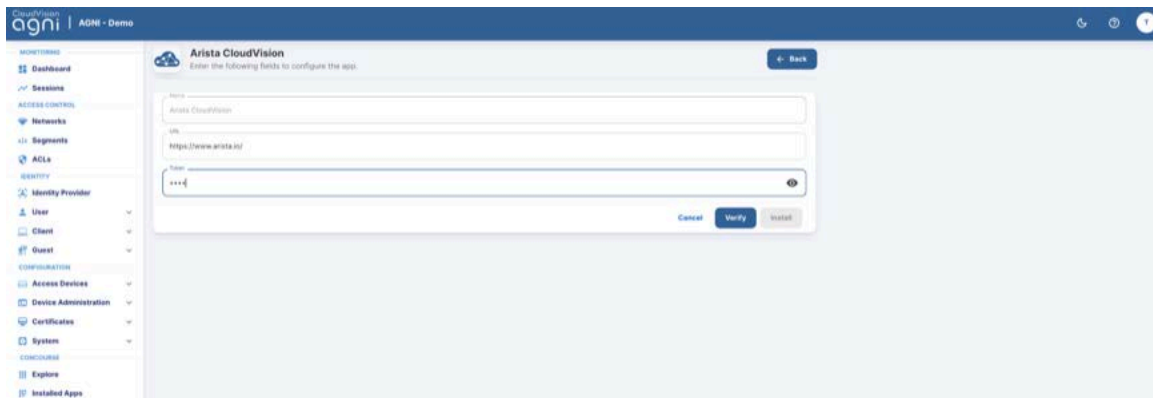 CloudVision
agni | AGNI - Demo
T
MONITORING
Dashboard
Sessions
ACCESS CONTROL
Networks
Segments
ACLs
IDENTITY
Identity Provider
User
Client
Guest
CONFIGURATION
Access Devices
Device Administration
Certificates
System
CONCOURSE
Explore
Installed Apps
Arista CloudVision
Enter the following fields to configure the app.
← Back
Name
Arista CloudVision
URL
https://www.arista.io/
Token
••••
Cancel
Verify
Install